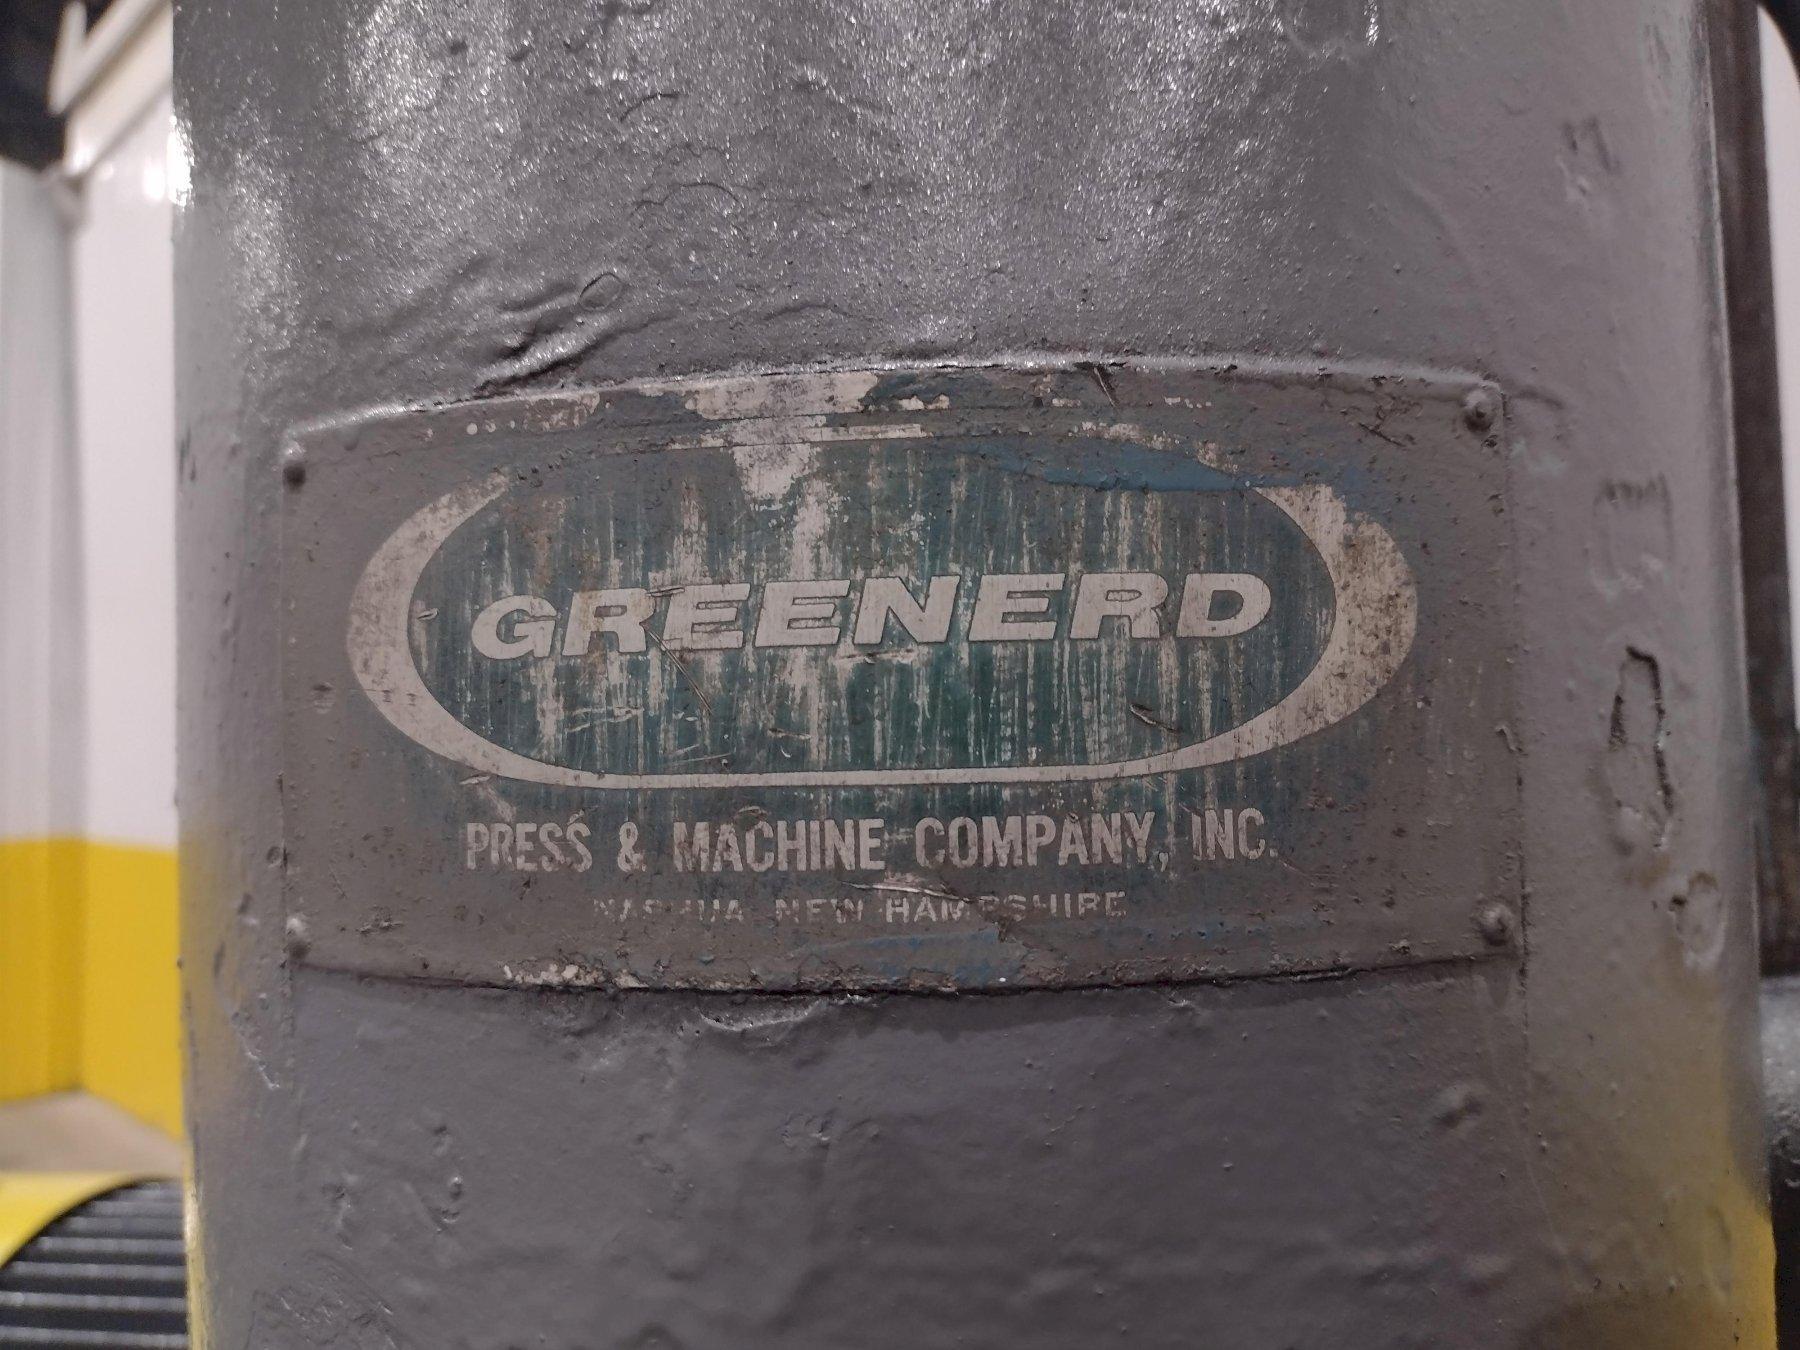 GREENERD
PRESS & MACHINE COMPANY, INC.
NASHUA, NEW HAMPSHIRE